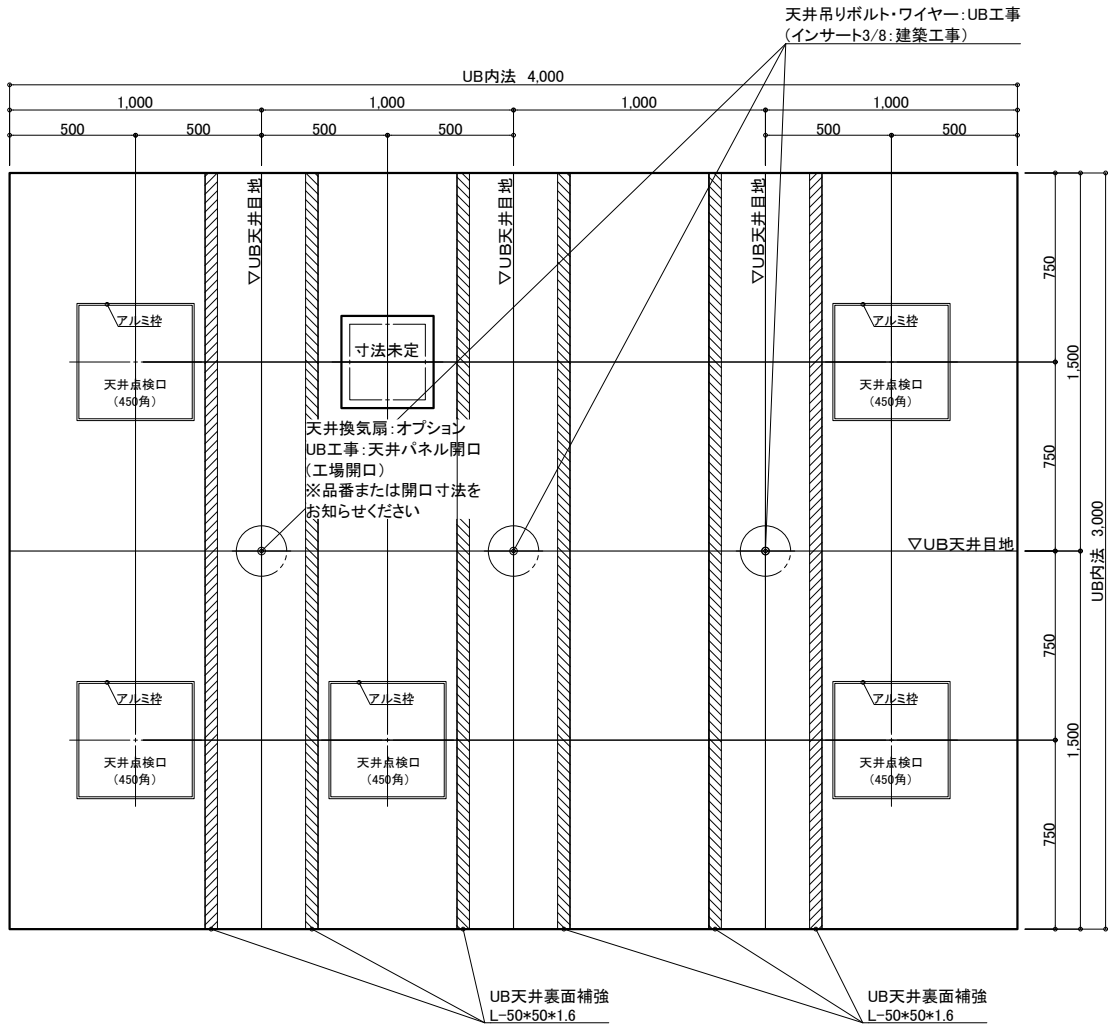 天井吊りボルト・ワイヤー:UB工事
(インサート3/8:建築工事)
UB内法 4,000
1,000
1,000
1,000
1,000
500
500
500
500
500
500
▽UB天井目地
▽UB天井目地
▽UB天井目地
750
アルミ枠
天井点検口
(450角)
寸法未定
アルミ枠
天井点検口
(450角)
1,500
天井換気扇:オプション
UB工事:天井パネル開口
(工場開口)
※品番または開口寸法を
お知らせください
750
▽UB天井目地
UB内法 3,000
750
アルミ枠
天井点検口
(450角)
アルミ枠
天井点検口
(450角)
アルミ枠
天井点検口
(450角)
1,500
750
UB天井裏面補強
L-50*50*1.6
UB天井裏面補強
L-50*50*1.6